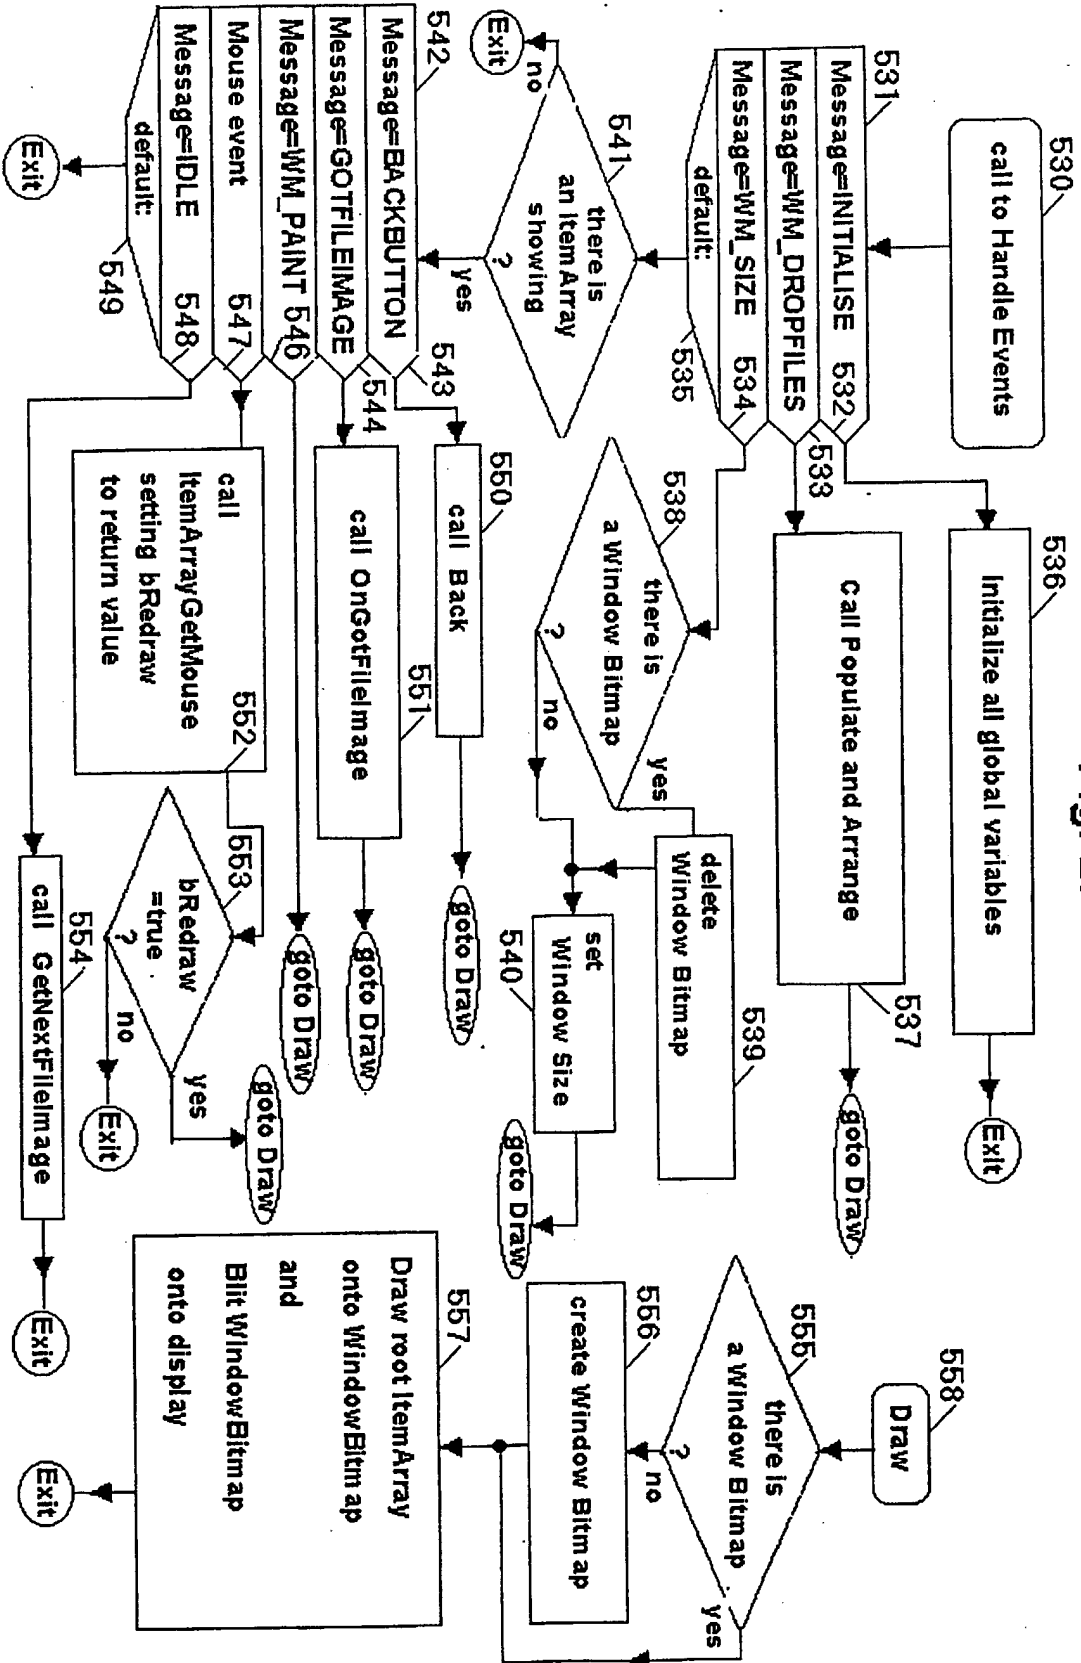 530
call to Handle Events
531
Message=INITIALISE 532
Message=WM_DROPFILES
533
Message=WM_SIZE 534
default:
535
536
Initialize all global variables
Exit
Call Populate and Arrange
537
goto Draw
538
there is
a Window Bitmap
?
yes
no
delete
Window Bitmap
539
set
Window Size
540
goto Draw
541
there is
an ItemArray
showing
?
no
Exit
yes
542
Message=BACKBUTTON
543
Message=GOTFILEIMAGE
544
Message=WM_PAINT 546
Mouse event 547
Message=IDLE 548
default:
549
Exit
550
call Back
goto Draw
call OnGotFileImage
551
goto Draw
goto Draw
call
ItemArrayGetMouse
setting bRedraw
to return value
552
553
bRedraw
=true
?
yes
goto Draw
no
Exit
554
call GetNextFileImage
Exit
558
Draw
555
there is
a Window Bitmap
?
no
yes
556
create Window Bitmap
557
Draw root ItemArray
onto WindowBitmap
and
Blit WindowBitmap
onto display
Exit